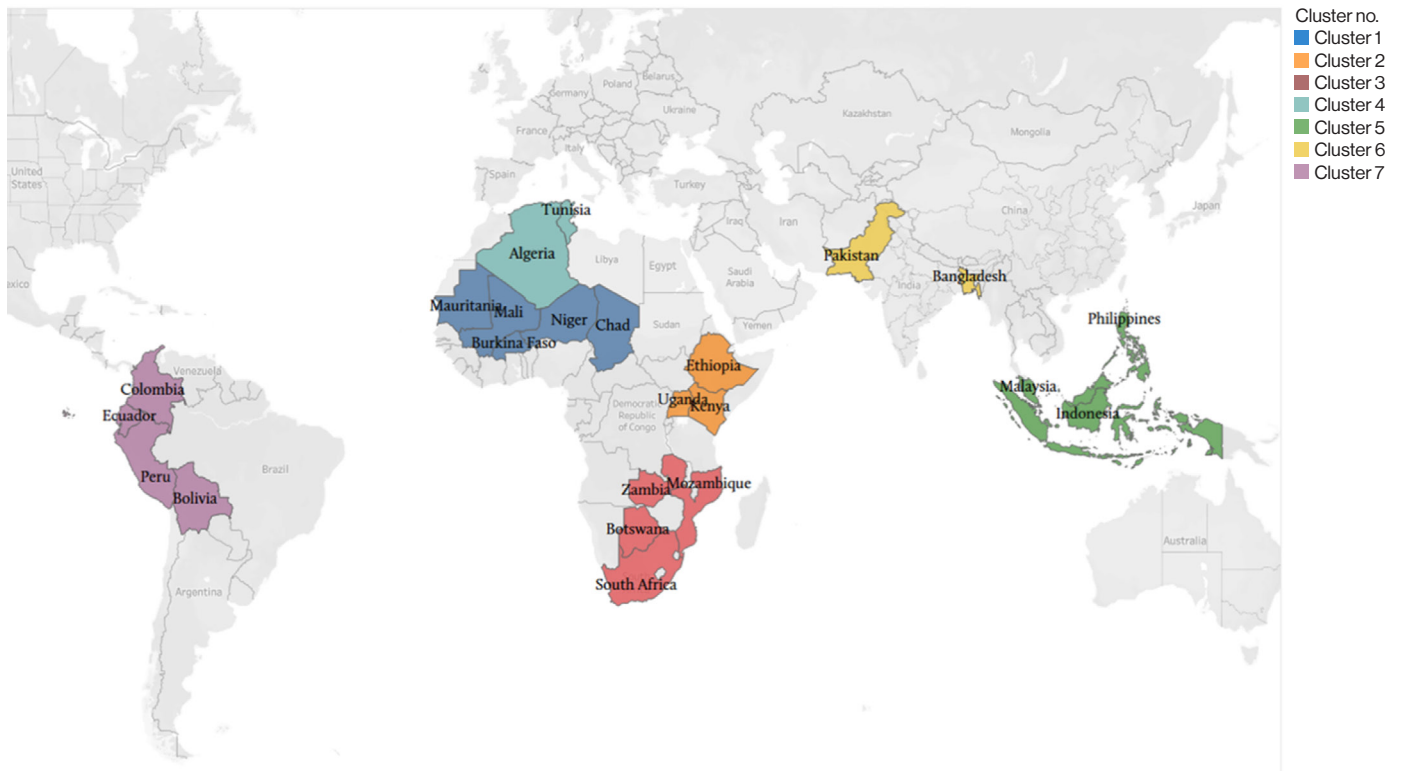 Cluster no.
Cluster 1
Cluster 2
Cluster 3
Cluster 4
Cluster 5
Cluster 6
Cluster 7
Belarus
Poland
Germany
Ukraine
Kazakhstan
France
Mongolia
Italy
United
States
Spain
Turkey
Japan
Tunisia
China
Iraq
Iran
Algeria
Libya
Egypt
Pakistan
Saudi
Arabia
Bangladesh
India
exico
Mauritania
Mali
Niger
Chad
Sudan
Yemen
Philippines
Burkina Faso
Ethiopia
Venezuela
Colombia
Malaysia
Uganda
Kenya
Democratic
Republic
of Congo
Ecuador
Indonesia
Brazil
Peru
Mozambique
Zambia
Bolivia
Botswana
Australia
South Africa
Argentina